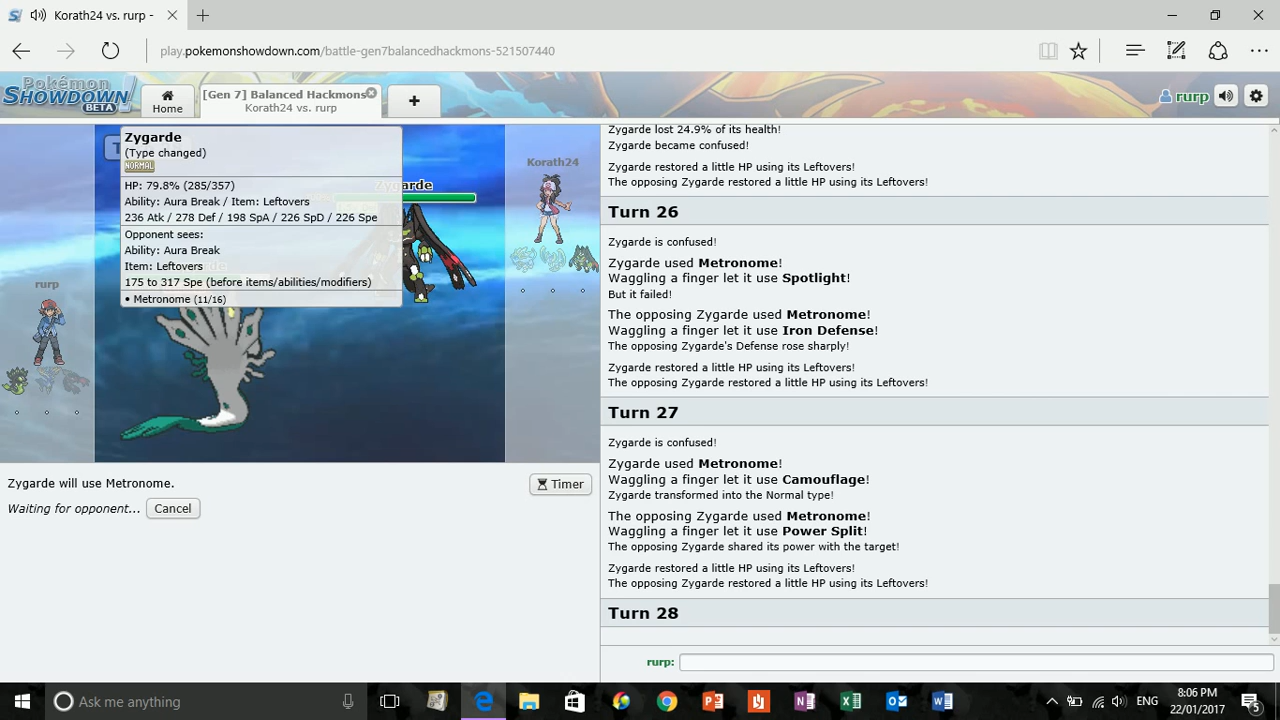 Korath24 vs. rurp -
play.pokemonshowdown.com/battle-gen7balancedhackmons-521507440
Pokémon
SHOWDOWN
BETA
Home
[Gen 7] Balanced Hackmons
Korath24 vs. rurp
rurp
Zygarde
(Type changed)
NORMAL
HP: 79.8% (285/357)
Ability: Aura Break / Item: Leftovers
236 Atk / 278 Def / 198 SpA / 226 SpD / 226 Spe
Opponent sees:
Ability: Aura Break
Item: Leftovers
175 to 317 Spe (before items/abilities/modifiers)
• Metronome (11/16)
Korath24
rurp
Zygarde will use Metronome.
Timer
Waiting for opponent...
Cancel
Zygarde lost 24.9% of its health!
Zygarde became confused!
Zygarde restored a little HP using its Leftovers!
The opposing Zygarde restored a little HP using its Leftovers!
Turn 26
Zygarde is confused!
Zygarde used Metronome!
Waggling a finger let it use Spotlight!
But it failed!
The opposing Zygarde used Metronome!
Waggling a finger let it use Iron Defense!
The opposing Zygarde's Defense rose sharply!
Zygarde restored a little HP using its Leftovers!
The opposing Zygarde restored a little HP using its Leftovers!
Turn 27
Zygarde is confused!
Zygarde used Metronome!
Waggling a finger let it use Camouflage!
Zygarde transformed into the Normal type!
The opposing Zygarde used Metronome!
Waggling a finger let it use Power Split!
The opposing Zygarde shared its power with the target!
Zygarde restored a little HP using its Leftovers!
The opposing Zygarde restored a little HP using its Leftovers!
Turn 28
rurp:
Ask me anything
ENG
8:06 PM
22/01/2017
5